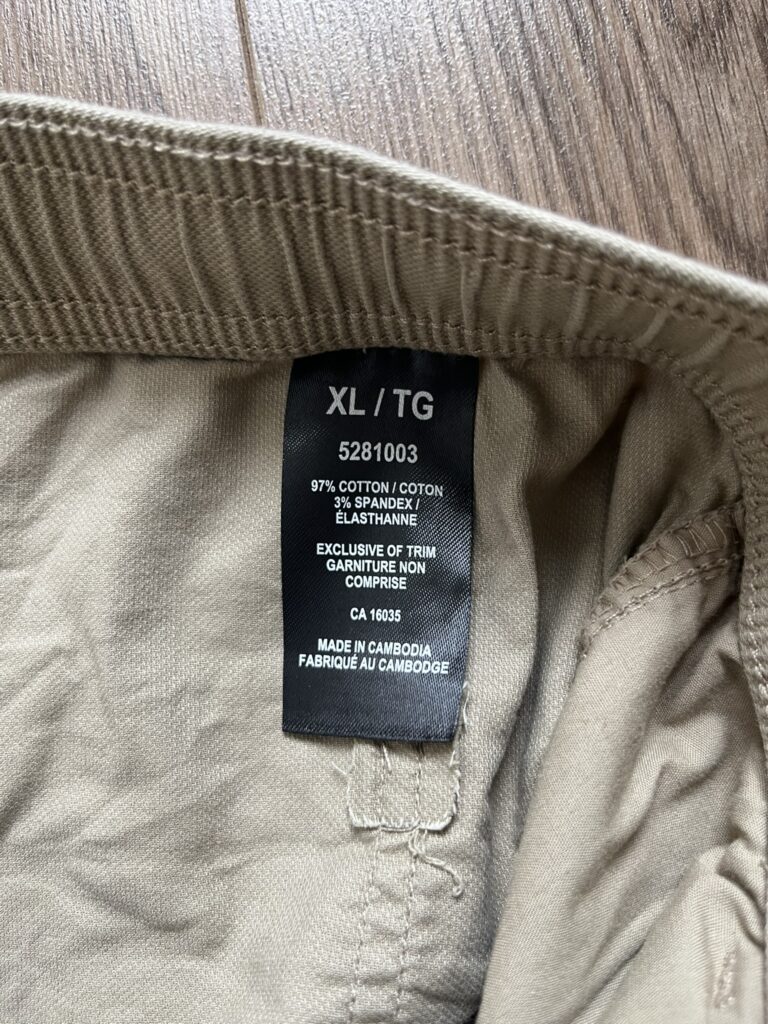 XL / TG
5281003
97% COTTON / COTON
3% SPANDEX /
ÉLASTHANNE
EXCLUSIVE OF TRIM
GARNITURE NON
COMPRISE
CA 16035
MADE IN CAMBODIA
FABRIQUÉ AU CAMBODGE